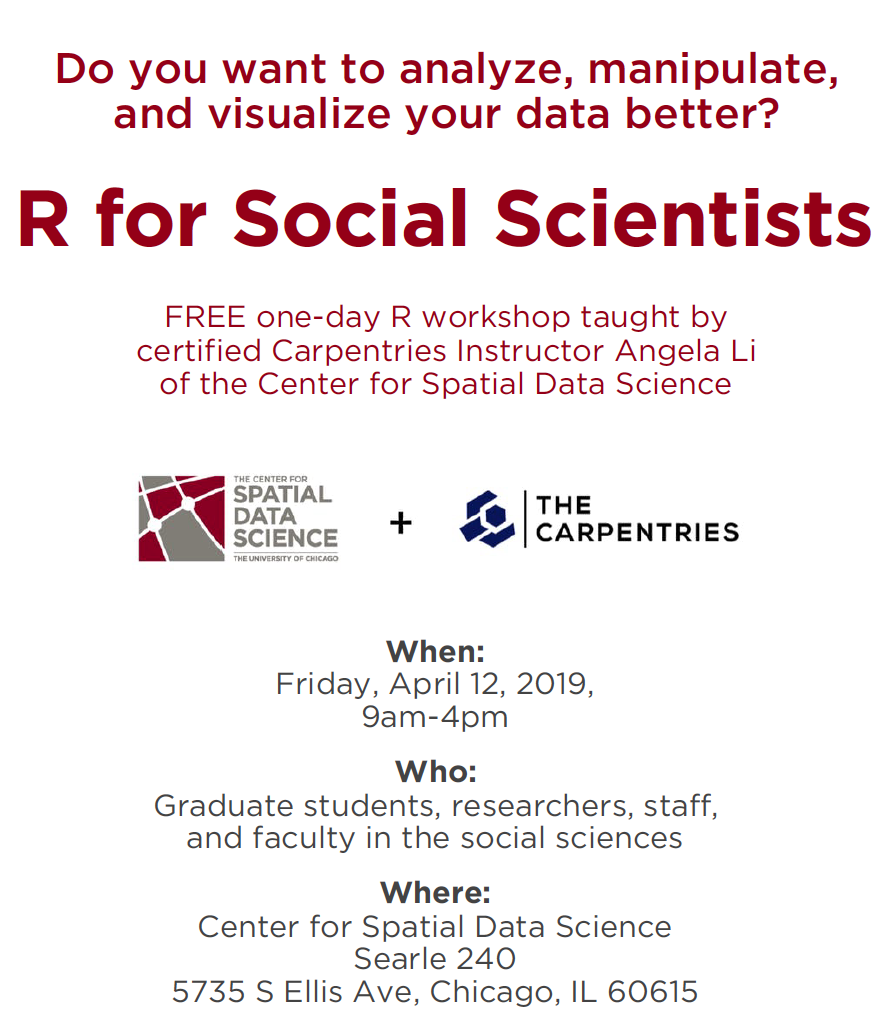 Do you want to analyze, manipulate,
and visualize your data better?
R for Social Scientists
FREE one-day R workshop taught by
certified Carpentries Instructor Angela Li
of the Center for Spatial Data Science
THE CENTER FOR
SPATIAL
DATA
SCIENCE
THE UNIVERSITY OF CHICAGO
+
THE
CARPENTRIES
When:
Friday, April 12, 2019,
9am-4pm
Who:
Graduate students, researchers, staff,
and faculty in the social sciences
Where:
Center for Spatial Data Science
Searle 240
5735 S Ellis Ave, Chicago, IL 60615